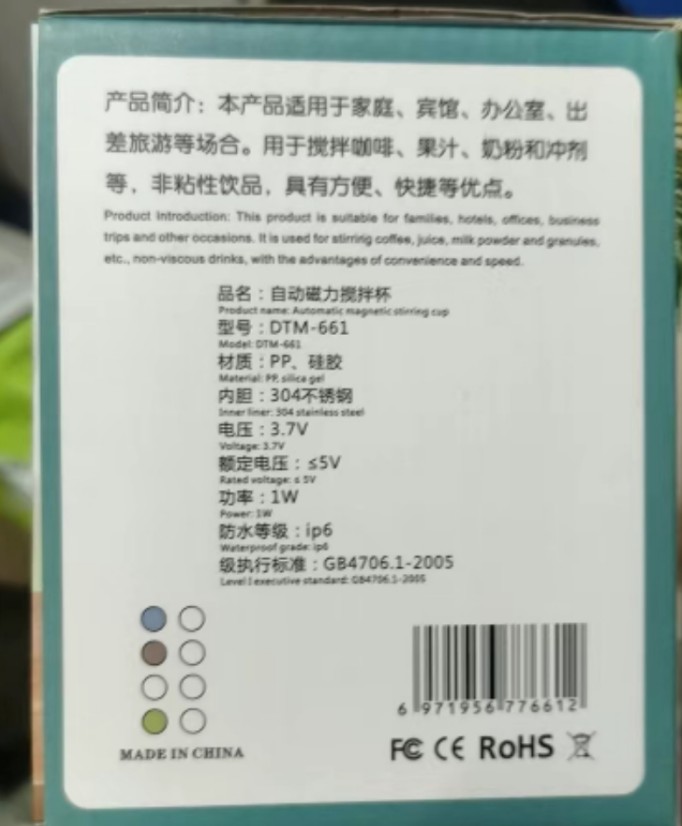 产品简介：本产品适用于家庭、宾馆、办公室、出
差旅游等场合。用于搅拌咖啡、果汁、奶粉和冲剂
等，非粘性饮品，具有方便、快捷等优点。
Product Introduction: This product is suitable for families, hotels, offices, business
trips and other occasions. It is used for stirring coffee, juice, milk powder and granules,
etc., non-viscous drinks, with the advantages of convenience and speed.
品名：自动磁力搅拌杯
Product name: Automatic magnetic stirring cup
型号：DTM-661
Model: DTM-661
材质：PP、硅胶
Material: PP, silica gel
内胆：304不锈钢
Inner liner: 304 stainless steel
电压：3.7V
Voltage: 3.7V
额定电压：≤5V
Rated voltage: ≤ 5V
功率：1W
Power: 1W
防水等级：ip6
Waterproof grade: ip6
级执行标准：GB4706.1-2005
Level I executive standard: GB4706.1-2005
6 971956 776612
MADE IN CHINA
FC CE RoHS